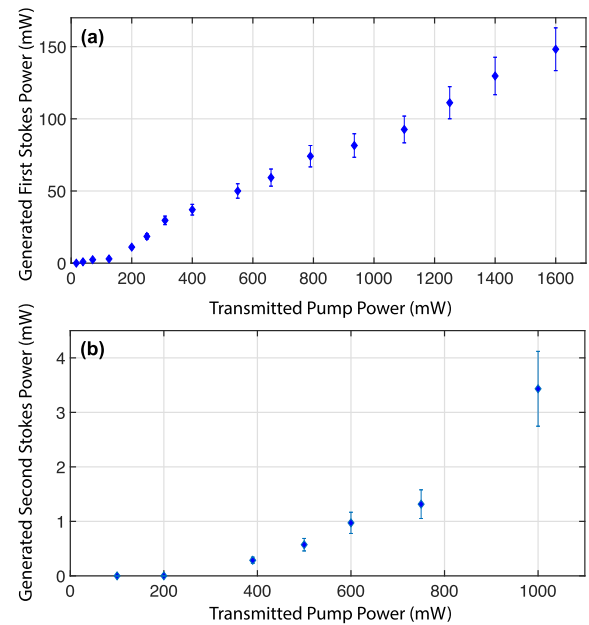 (a)
Generated First Stokes Power (mW)
150
100
50
0
0 200 400 600 800 1000 1200 1400 1600
Transmitted Pump Power (mW)
(b)
Generated Second Stokes Power (mW)
4
3
2
1
0
0 200 400 600 800 1000
Transmitted Pump Power (mW)